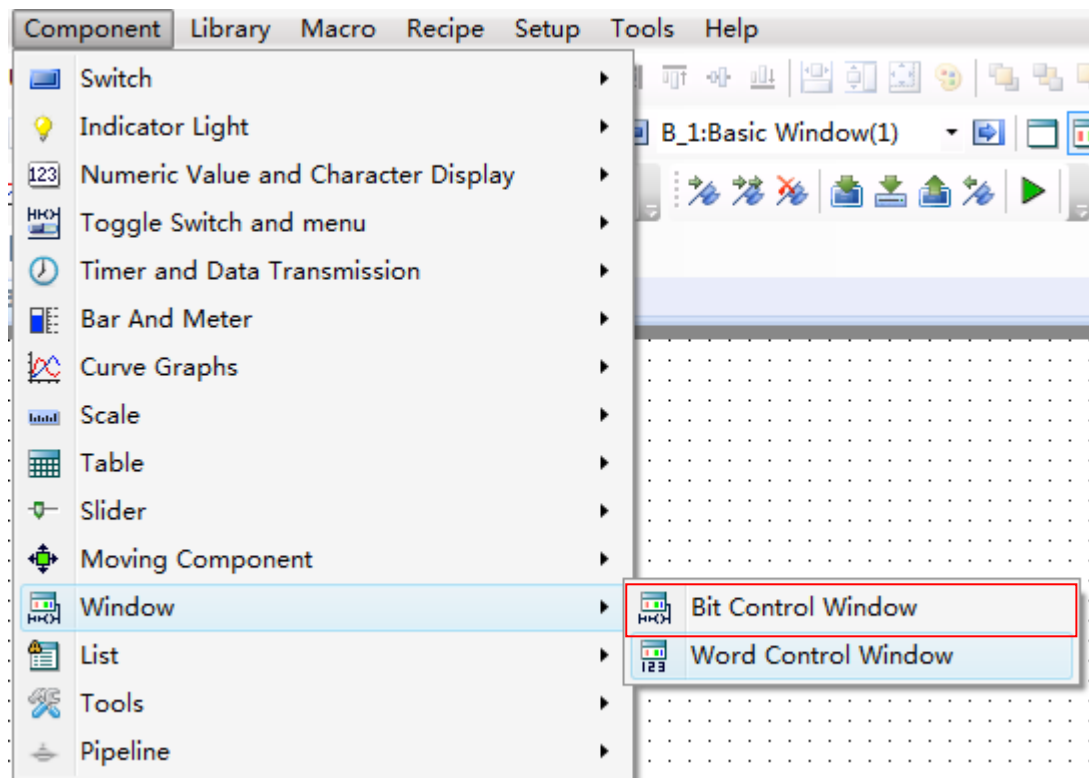 Component Library Macro Recipe Setup Tools Help
Switch
Indicator Light
B_1:Basic Window(1)
123 Numeric Value and Character Display
Toggle Switch and menu
Timer and Data Transmission
Bar And Meter
Curve Graphs
Scale
Table
Slider
Moving Component
Window
Bit Control Window
List
123 Word Control Window
Tools
Pipeline